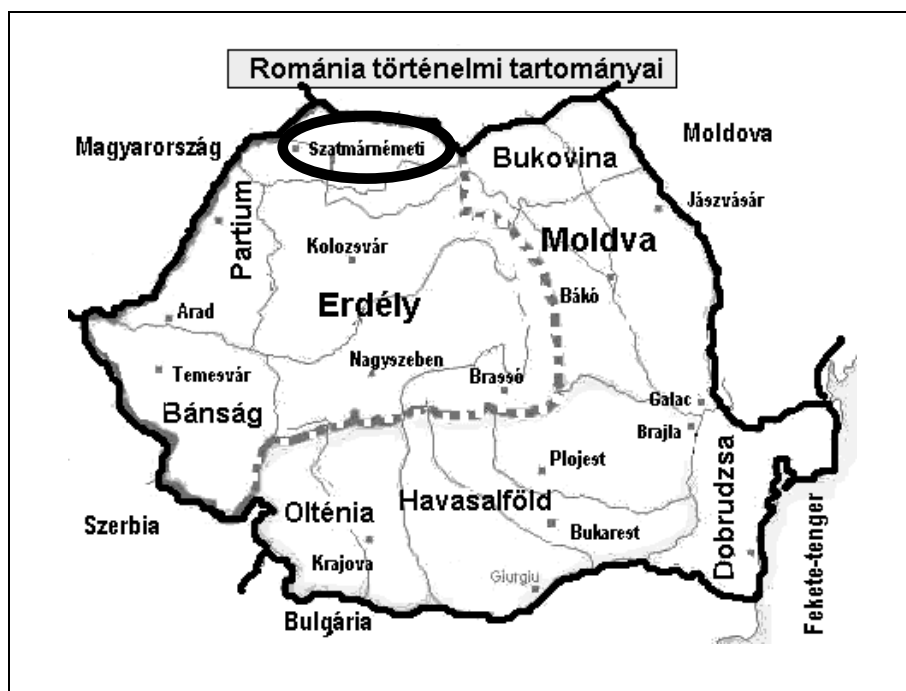 Románia történelmi tartományai
Magyarország
Szatmárnémeti
Moldova
Bukovina
Jászvásár
Partium
Kolozsvár
Moldva
Erdély
Bákó
Arad
Temesvár
Nagyszeben
Brassó
Bánság
Galac
Brajla
Plojest
Szerbia
Olténia
Havasalföld
Bukarest
Dobrudzsa
Krajova
Giurgiu
Fekete-tenger
Bulgária